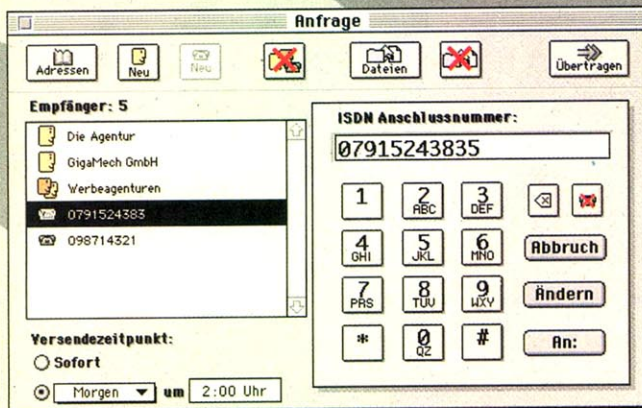 Anfrage
Adressen
Neu
Neu
Dateien
Übertragen
Empfänger: 5
Die Agentur
GigaMech GmbH
Werbeagenturen
0791524383
098714321
Versendezeitpunkt:
Sofort
Morgen um 2:00 Uhr
ISDN Anschlussnummer:
07915243835
1 2 3
ABC DEF
4 5 6 Abbruch
GHI JKL MNO
7 8 9 Ändern
PRS TUV WXY
* 0 # An:
QZ